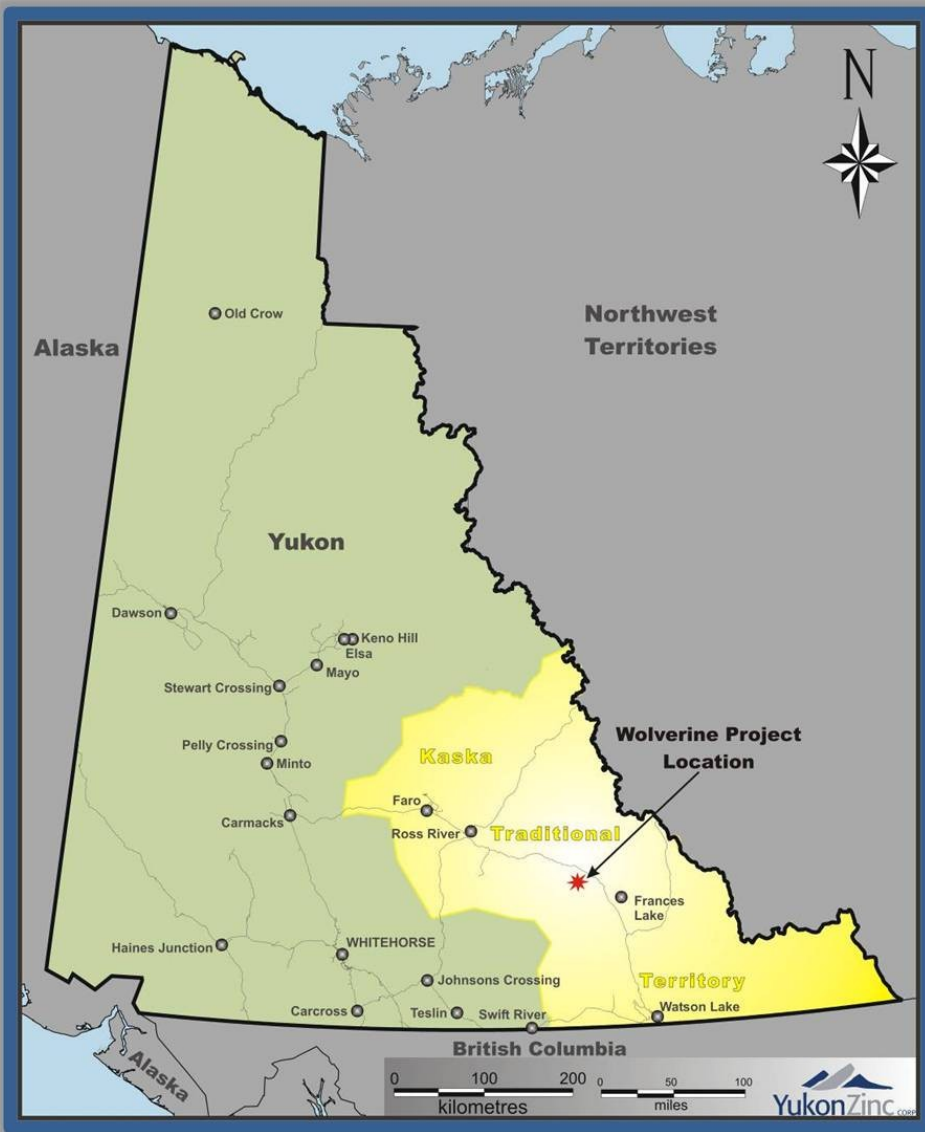 N
Old Crow
Northwest
Territories
Alaska
Yukon
Dawson
Keno Hill
Elsa
Mayo
Stewart Crossing
Wolverine Project
Location
Pelly Crossing
Kaska
Minto
Faro
Carmacks
Ross River
Traditional
Frances
Lake
Haines Junction
WHITEHORSE
Johnsons Crossing
Territory
Carcross
Teslin
Swift River
Watson Lake
British Columbia
Alaska
0 100 200
kilometres
0 50 100
miles
YukonZinc CORP